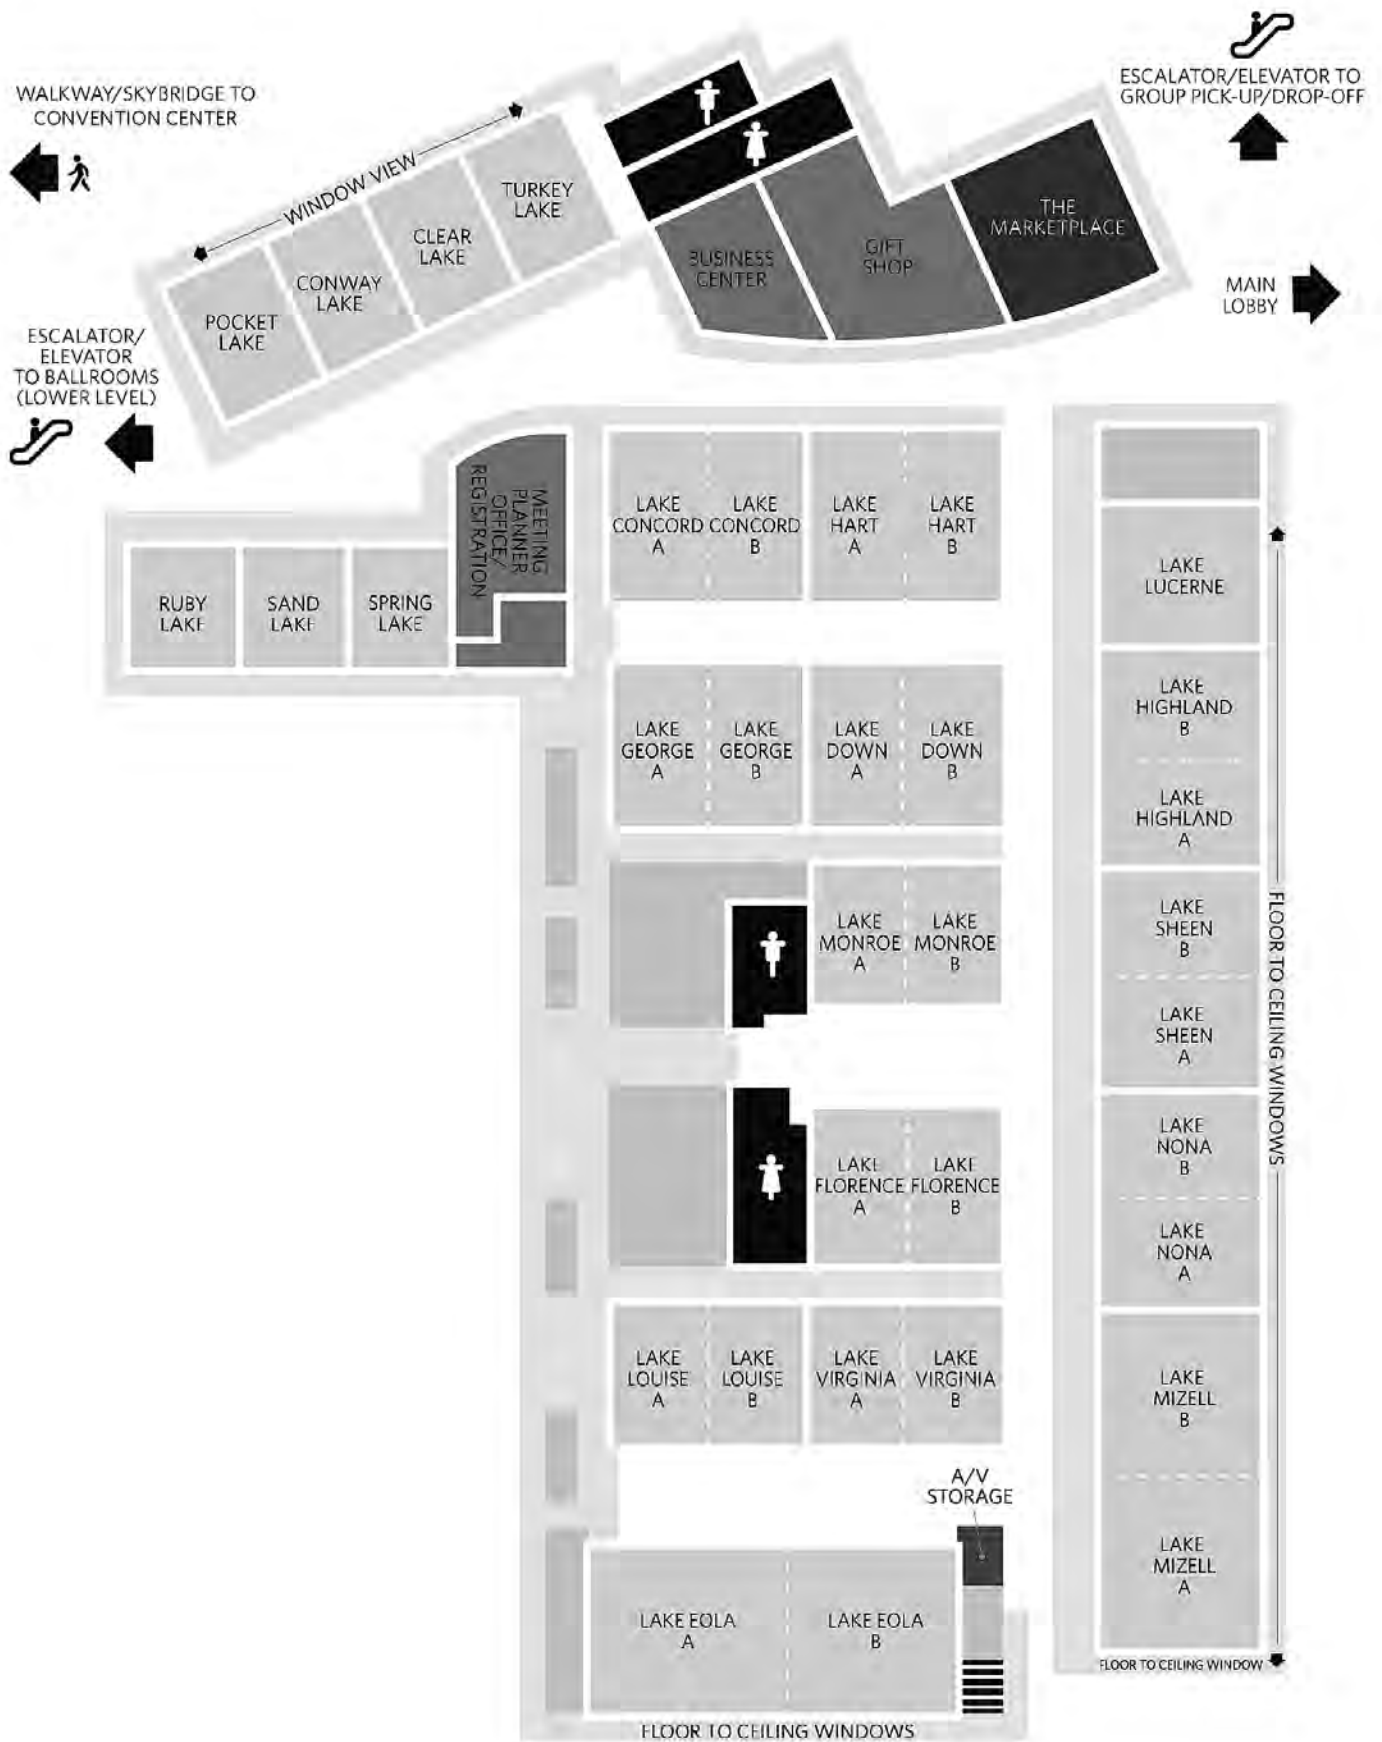 ESCALATOR/ELEVATOR TO
GROUP PICK-UP/DROP-OFF
WALKWAY/SKYBRIDGE TO
CONVENTION CENTER
WINDOW VIEW
TURKEY
LAKE
CLEAR
LAKE
CONWAY
LAKE
POCKET
LAKE
BUSINESS
CENTER
GIFT
SHOP
THE
MARKETPLACE
MAIN
LOBBY
ESCALATOR/
ELEVATOR
TO BALLROOMS
(LOWER LEVEL)
MEETING
PLANNER
OFFICE/
REGISTRATION
RUBY
LAKE
SAND
LAKE
SPRING
LAKE
LAKE
CONCORD
A
LAKE
CONCORD
B
LAKE
HART
A
LAKE
HART
B
LAKE
GEORGE
A
LAKE
GEORGE
B
LAKE
DOWN
A
LAKE
DOWN
B
LAKE
MONROE
A
LAKE
MONROE
B
LAKE
FLORENCE
A
LAKE
FLORENCE
B
LAKE
LOUISE
A
LAKE
LOUISE
B
LAKE
VIRGINIA
A
LAKE
VIRGINIA
B
A/V
STORAGE
LAKE EOLA
A
LAKE EOLA
B
FLOOR TO CEILING WINDOWS
LAKE
LUCERNE
LAKE
HIGHLAND
B
LAKE
HIGHLAND
A
LAKE
SHEEN
B
LAKE
SHEEN
A
LAKE
NONA
B
LAKE
NONA
A
LAKE
MIZELL
B
LAKE
MIZELL
A
FLOOR TO CEILING WINDOWS
FLOOR TO CEILING WINDOW